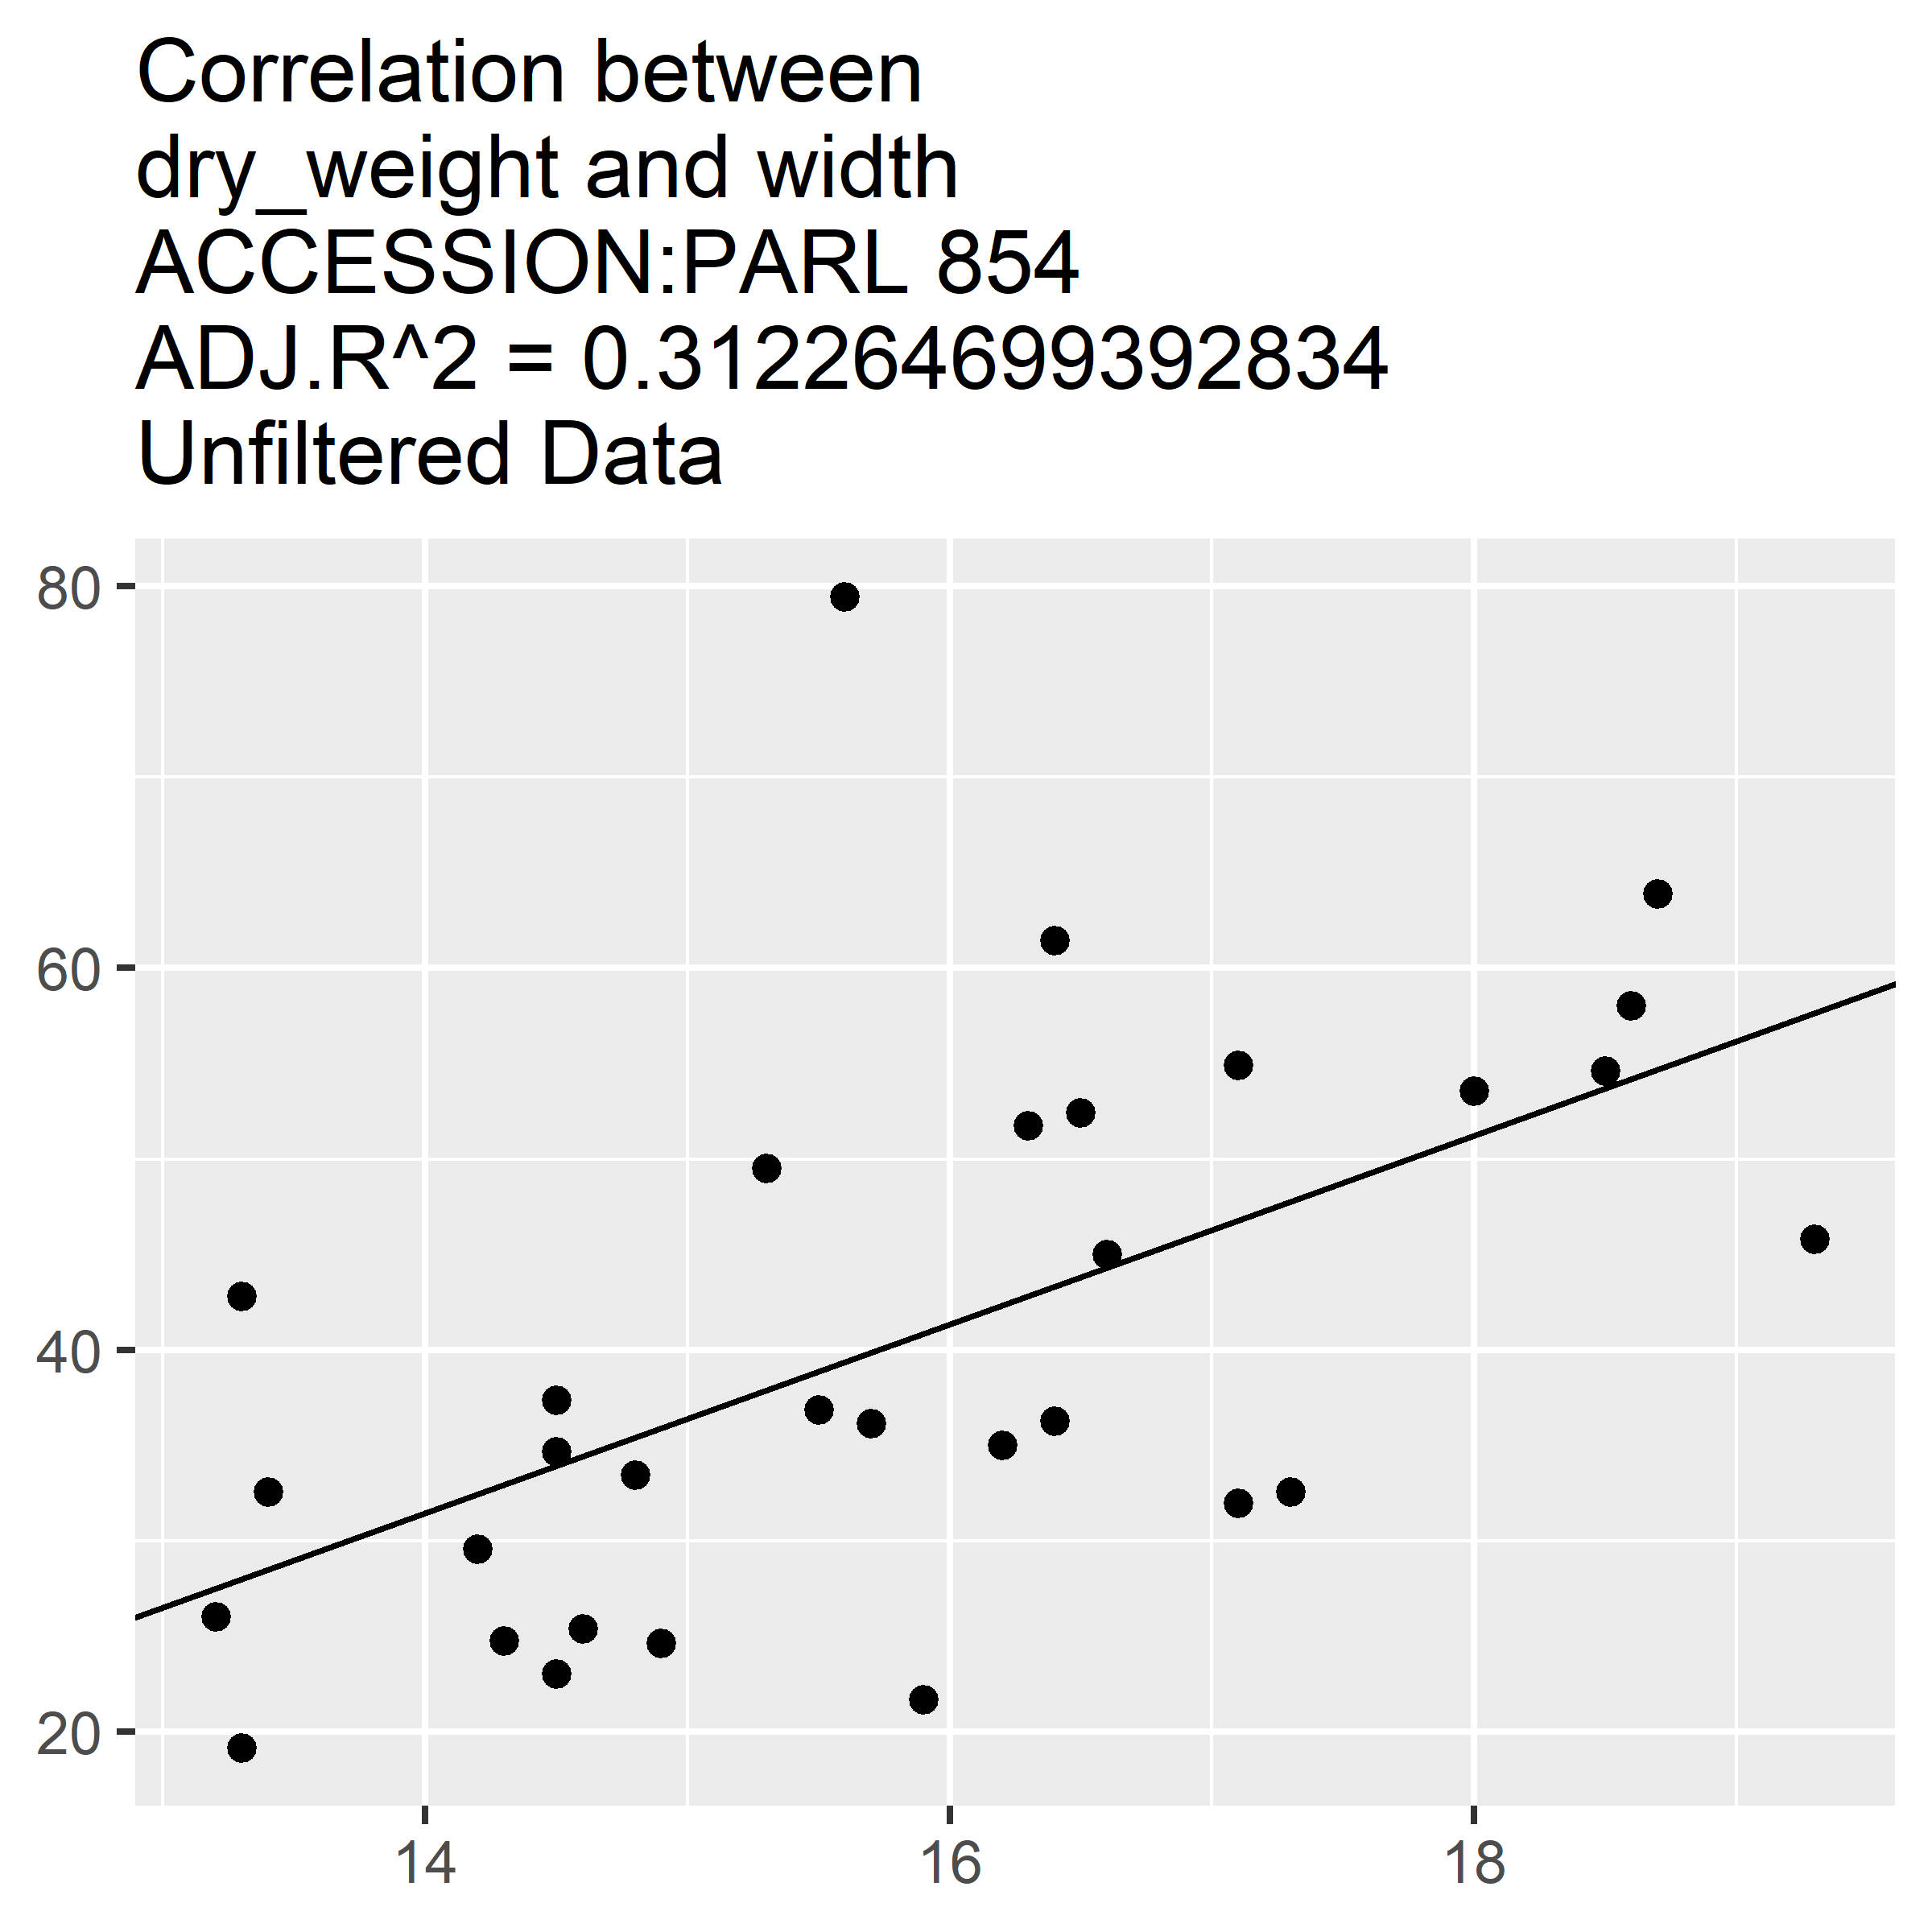 Correlation between
dry_weight and width
ACCESSION:PARL 854
ADJ.R^2 = 0.312264699392834
Unfiltered Data
80
60
40
20
14 16 18